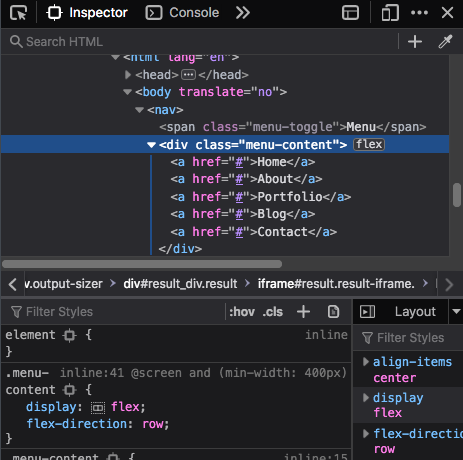 Inspector
Console
Search HTML
<html lang="en">
<head> </head>
<body translate="no">
<nav>
<span class="menu-toggle">Menu</span>
<div class="menu-content"> flex
<a href="#">Home</a>
<a href="#">About</a>
<a href="#">Portfolio</a>
<a href="#">Blog</a>
<a href="#">Contact</a>
</div>
v.output-sizer > div#result_div.result > iframe#result.result-iframe.
Filter Styles
:hov .cls
Layout
element { inline
}
.menu- inline:41 @screen and (min-width: 400px)
content {
display: flex;
flex-direction: row;
}
.menu-content { inline:15
Filter Styles
align-items
center
display
flex
flex-directio
row